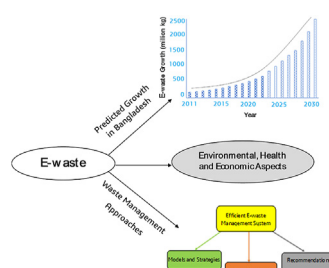 E-waste Growth (million kg)
2500
2000
1500
1000
500
0
2011 2015 2020 2025 2030
Year
Predicted Growth
in Bangladesh
E-waste
Environmental, Health
and Economic Aspects
Waste Management
Approaches
Efficient E-waste
Management System
Models and Strategies
Recommendation